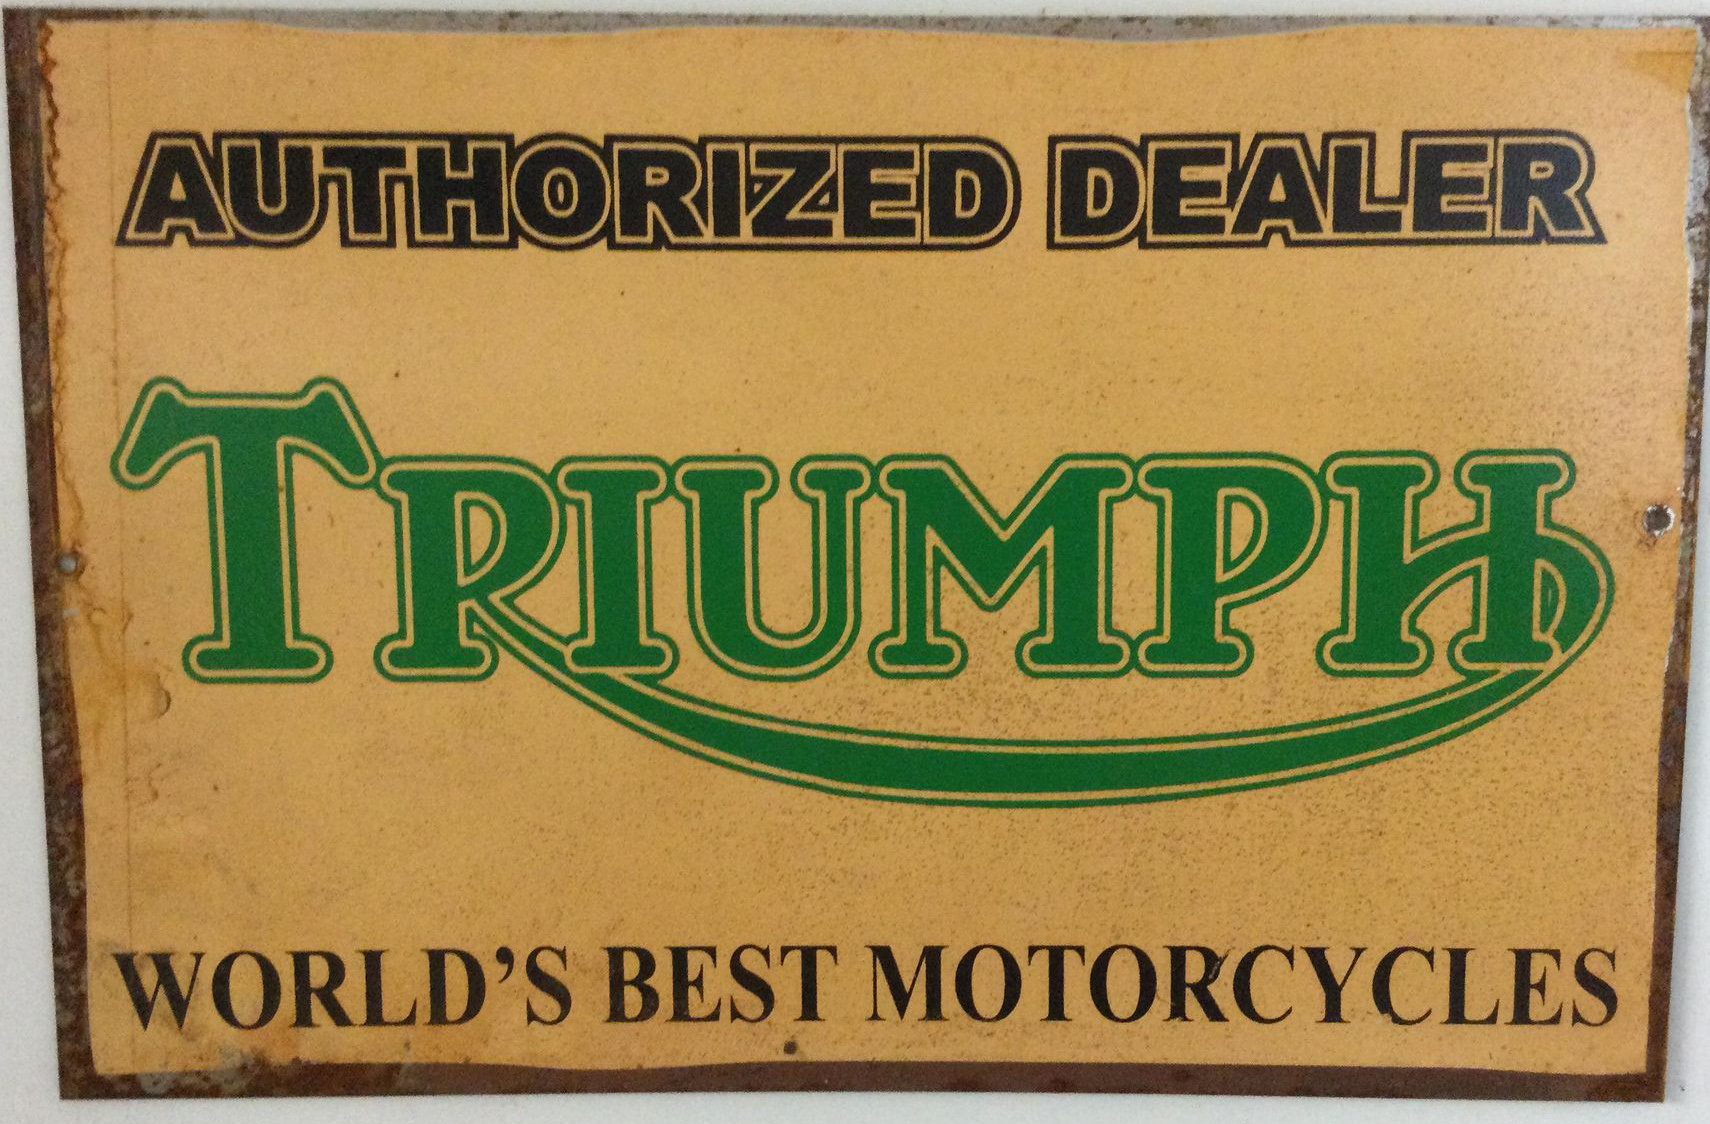 AUTHORIZED DEALER
TRIUMPH
WORLD'S BEST MOTORCYCLES